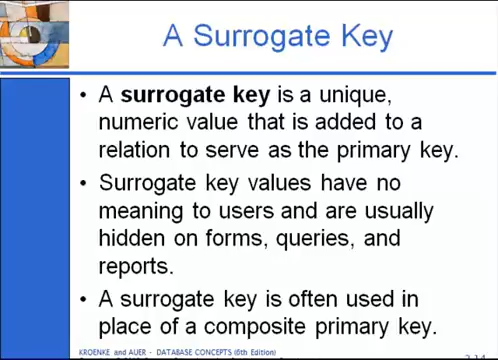 A Surrogate Key
• A surrogate key is a unique,
numeric value that is added to a
relation to serve as the primary key.
• Surrogate key values have no
meaning to users and are usually
hidden on forms, queries, and
reports.
• A surrogate key is often used in
place of a composite primary key.
KROENKE and AUER - DATABASE CONCEPTS (6th Edition)